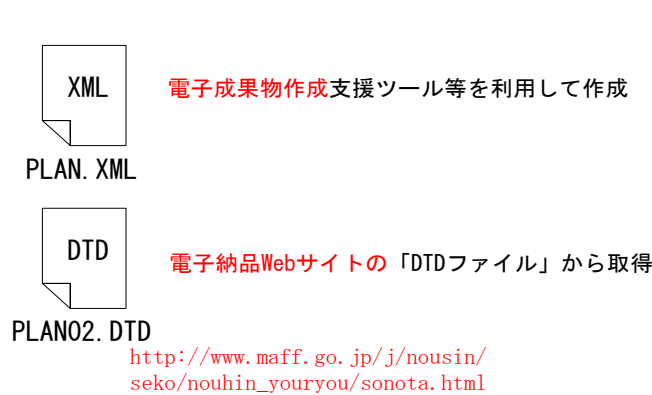 XML
電子成果物作成支援ツール等を利用して作成
PLAN.XML
DTD
電子納品Webサイトの「DTDファイル」から取得
PLAN02.DTD
http://www.maff.go.jp/j/nousin/
seko/nouhin_youryou/sonota.html